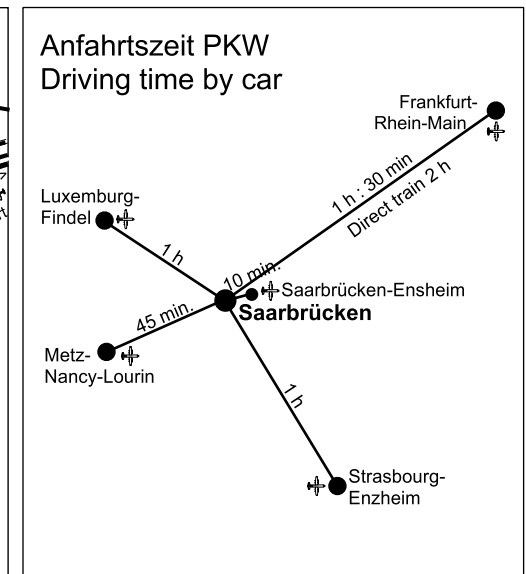 Anfahrtszeit PKW
Driving time by car
Frankfurt-
Rhein-Main
1 h : 30 min
Direct train 2 h
Luxemburg-
Findel
1 h
10 min.
Saarbrücken-Ensheim
Saarbrücken
45 min.
Metz-
Nancy-Lourin
1 h
Strasbourg-
Enzheim